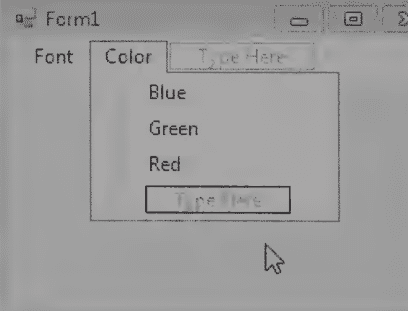 Form1
Font Color Type Here
Blue
Green
Red
Type Here